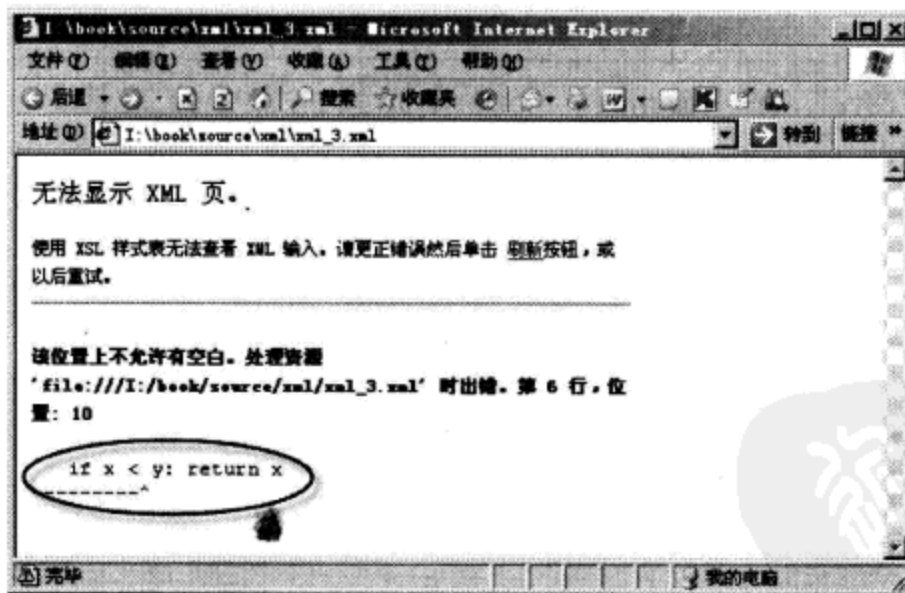 I:\book\source\xml\xml_3.xml - Microsoft Internet Explorer
文件(F) 编辑(E) 查看(V) 收藏(A) 工具(T) 帮助(H)
后退 搜索 收藏夹
地址(D) I:\book\source\xml\xml_3.xml 转到 链接 »
无法显示 XML 页。
使用 XSL 样式表无法查看 XML 输入。请更正错误然后单击 刷新按钮，或
以后重试。
该位置上不允许有空白。处理资源
'file:///I:/book/source/xml/xml_3.xml' 时出错。第 6 行，位
置: 10
if x < y: return x
--------^
完毕 我的电脑